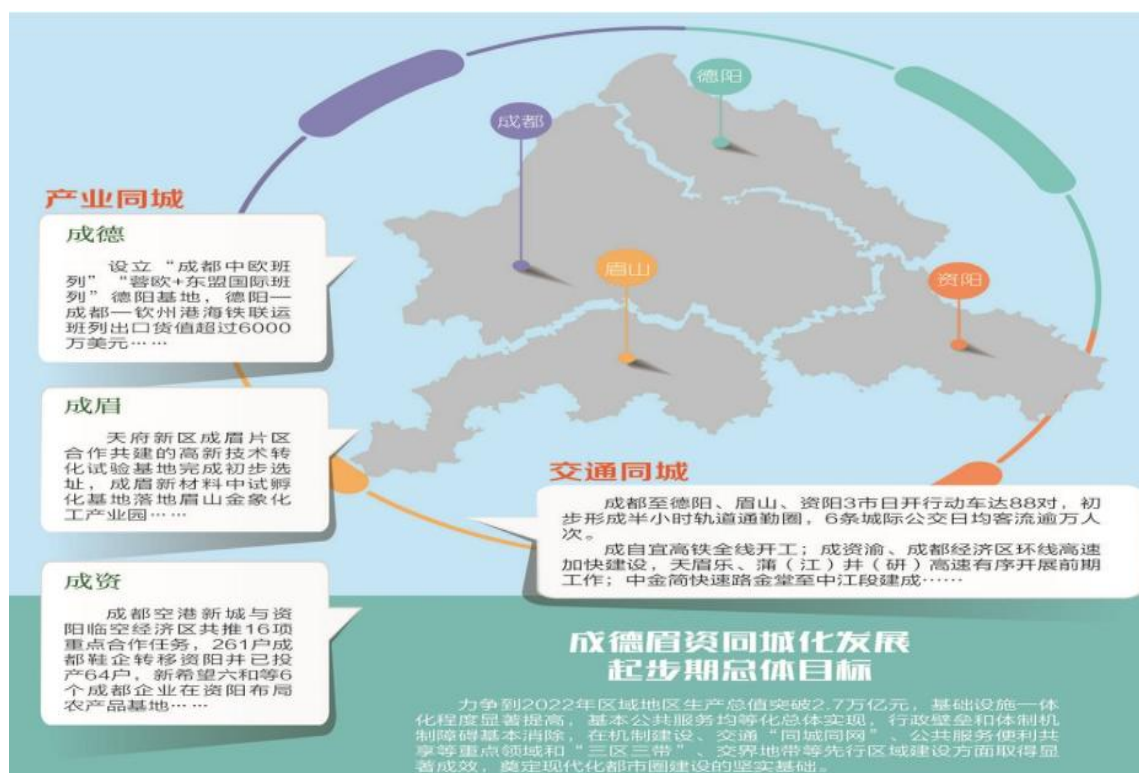 德阳
成都
产业同城
成德
设立“成都中欧班
列”“蓉欧+东盟国际班
列”德阳基地，德阳—
成都—钦州港海铁联运
班列出口货值超过6000
万美元……
眉山
资阳
成眉
天府新区成眉片区
合作共建的高新技术转
化试验基地完成初步选
址，成眉新材料中试孵
化基地落地眉山金象化
工产业园……
交通同城
成都至德阳、眉山、资阳3市日开行动车达88对，初
步形成半小时轨道通勤圈，6条城际公交日均客流逾万人
次。
成自宜高铁全线开工；成资渝、成都经济区环线高速
加快建设，天眉乐、蒲（江）井（研）高速有序开展前期
工作；中金简快速路金堂至中江段建成……
成资
成都空港新城与资
阳临空经济区共推16项
重点合作任务，261户成
都鞋企转移资阳并已投
产64户，新希望六和等6
个成都企业在资阳布局
农产品基地……
成德眉资同城化发展
起步期总体目标
力争到2022年区域地区生产总值突破2.7万亿元，基础设施一体
化程度显著提高，基本公共服务均等化总体实现，行政壁垒和体制机
制障碍基本消除，在机制建设、交通“同城同网”、公共服务便利共
享等重点领域和“三区三带”、交界地带等先行区域建设方面取得显
著成效，奠定现代化都市圈建设的坚实基础。